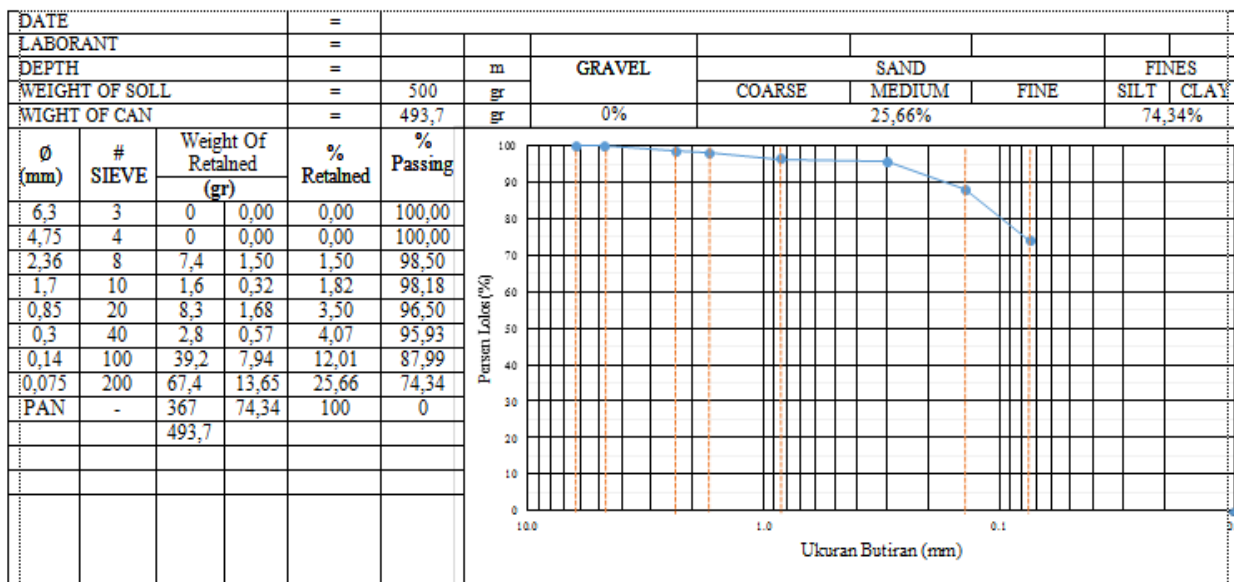 DATE =
LABORANT =
DEPTH = m GRAVEL SAND FINES
WEIGHT OF SOLL = 500 gr COARSE MEDIUM FINE SILT CLAY
WIGHT OF CAN = 493,7 gr 0% 25,66% 74,34%
Ø (mm) # SIEVE Weight Of Retalned (gr) % Retalned % Passing
6,3 3 0 0,00 0,00 100,00
4,75 4 0 0,00 0,00 100,00
2,36 8 7,4 1,50 1,50 98,50
1,7 10 1,6 0,32 1,82 98,18
0,85 20 8,3 1,68 3,50 96,50
0,3 40 2,8 0,57 4,07 95,93
0,14 100 39,2 7,94 12,01 87,99
0,075 200 67,4 13,65 25,66 74,34
PAN - 367 74,34 100 0
493,7
Persen Lolos (%)
100
90
80
70
60
50
40
30
20
10
0
10.0 1.0 0.1
Ukuran Butiran (mm)